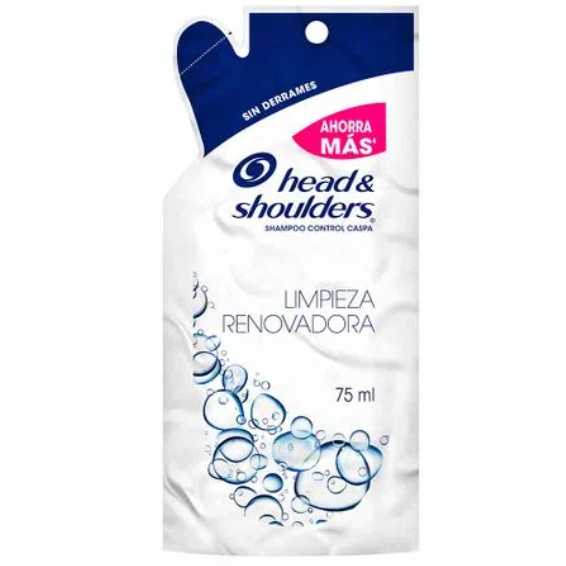 SIN DERRAMES
AHORRA
MÁS*
head &
shoulders®
SHAMPOO CONTROL CASPA
LIMPIEZA
RENOVADORA
75 ml